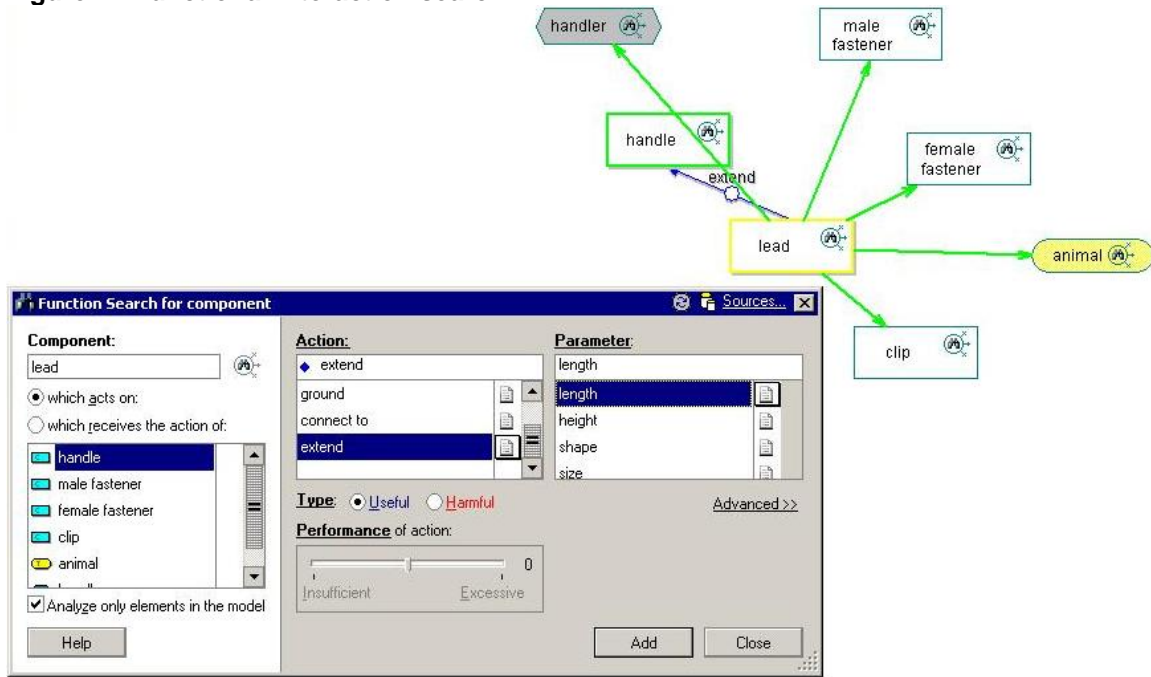 handler
male
fastener
handle
female
fastener
extend
lead
animal
clip
Function Search for component
Sources...
Component:
lead
which acts on:
which receives the action of:
handle
male fastener
female fastener
clip
animal
Analyze only elements in the model
Help
Action:
extend
ground
connect to
extend
Parameter:
length
length
height
shape
size
Type: Useful Harmful
Advanced >>
Performance of action:
0
Insufficient Excessive
Add Close